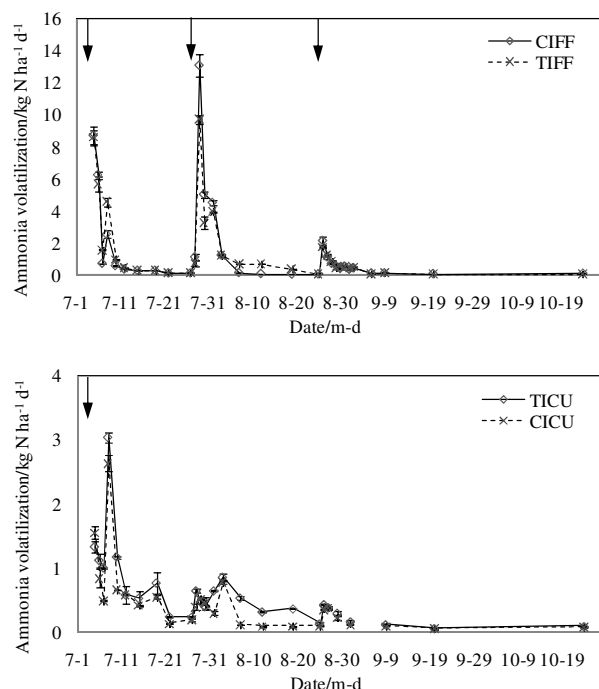 16
14
12
10
8
6
4
2
0
Ammonia volatilization/kg N ha⁻¹ d⁻¹
CIFF
TIFF
7-1 7-11 7-21 7-31 8-10 8-20 8-30 9-9 9-19 9-29 10-9 10-19
Date/m-d
4
3
2
1
0
Ammonia volatilization/kg N ha⁻¹ d⁻¹
TICU
CICU
7-1 7-11 7-21 7-31 8-10 8-20 8-30 9-9 9-19 9-29 10-9 10-19
Date/m-d